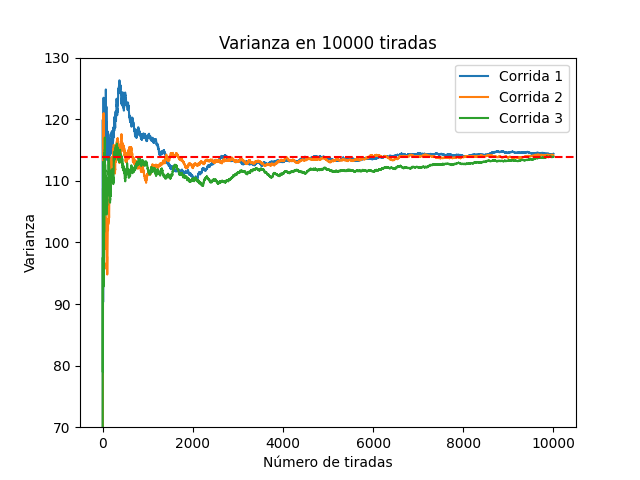 Varianza en 10000 tiradas
Corrida 1
Corrida 2
Corrida 3
Varianza
130
120
110
100
90
80
70
0 2000 4000 6000 8000 10000
Número de tiradas